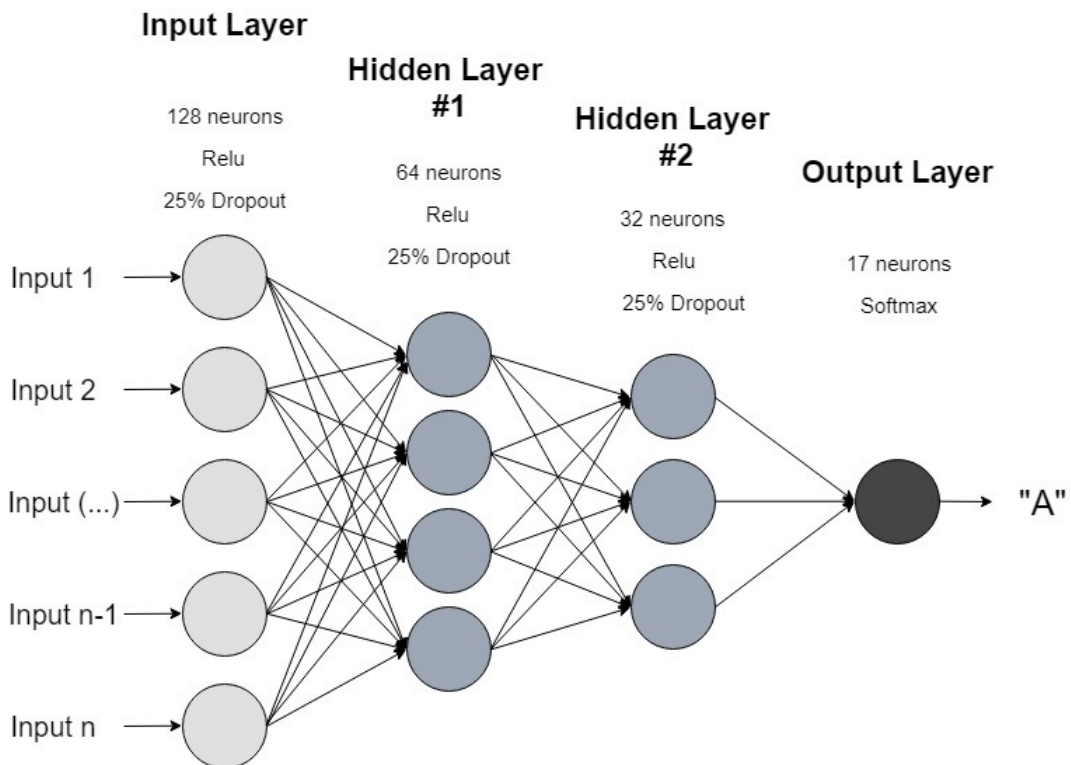 Input Layer
128 neurons
Relu
25% Dropout
Hidden Layer
#1
64 neurons
Relu
25% Dropout
Hidden Layer
#2
32 neurons
Relu
25% Dropout
Output Layer
17 neurons
Softmax
Input 1
Input 2
Input (...)
Input n-1
Input n
"A"